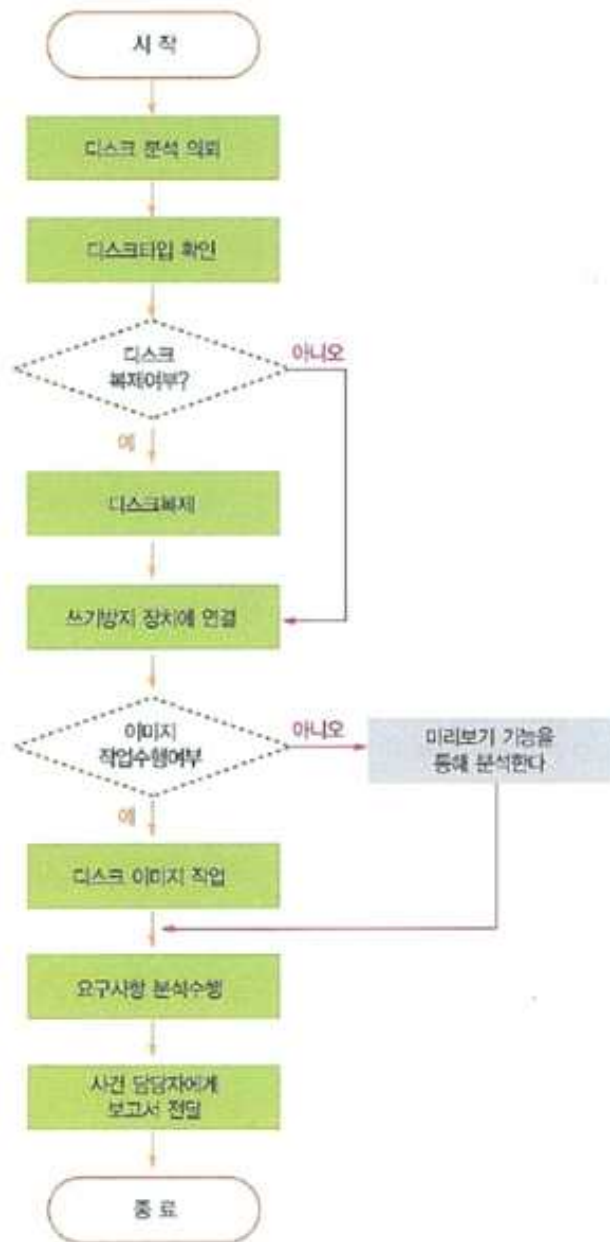 시 작
디스크 분석 의뢰
디스크타입 확인
디스크
복제여부?
아니오
예
디스크복제
쓰기방지 장치에 연결
이미지
작업수행여부
아니오
미리보기 기능을
통해 분석한다
예
디스크 이미지 작업
요구사항 분석수행
사건 담당자에게
보고서 전달
종 료